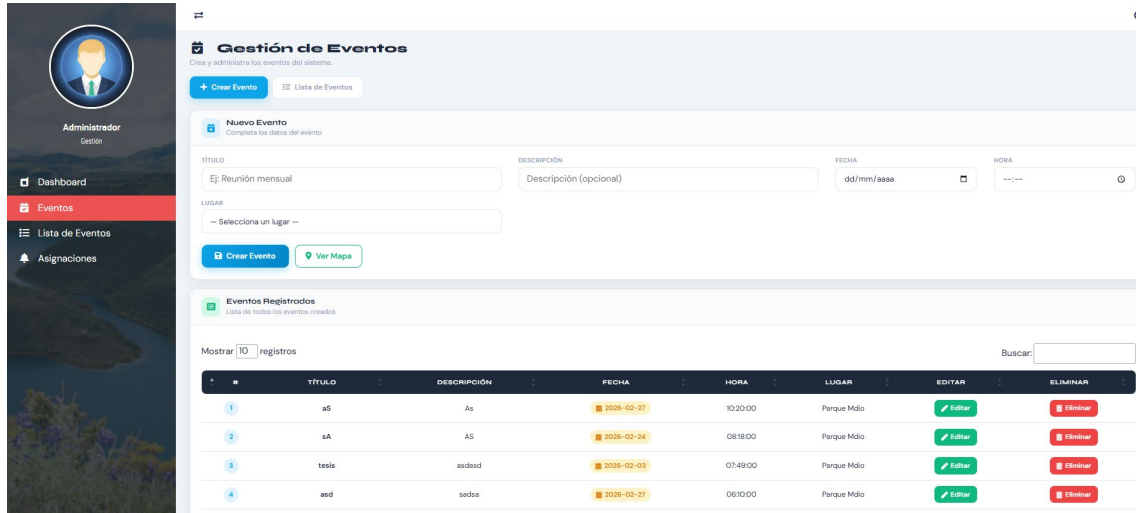 Administrador
Gestión
Dashboard
Eventos
Lista de Eventos
Asignaciones
Gestión de Eventos
Crea y administra los eventos del sistema.
+ Crear Evento Lista de Eventos
Nuevo Evento
Completa los datos del evento
TÍTULO DESCRIPCIÓN FECHA HORA
Ej: Reunión mensual Descripción (opcional) dd/mm/aaaa --:--
LUGAR
— Selecciona un lugar —
Crear Evento Ver Mapa
Eventos Registrados
Lista de todos los eventos creados
Mostrar 10 registros Buscar:
# TÍTULO DESCRIPCIÓN FECHA HORA LUGAR EDITAR ELIMINAR
1 aS As 2026-02-27 10:20:00 Parque Mdio Editar Eliminar
2 sA AS 2026-02-24 08:18:00 Parque Mdio Editar Eliminar
3 tesis asdasd 2026-02-03 07:49:00 Parque Mdio Editar Eliminar
4 asd sadsa 2026-02-27 06:10:00 Parque Mdio Editar Eliminar